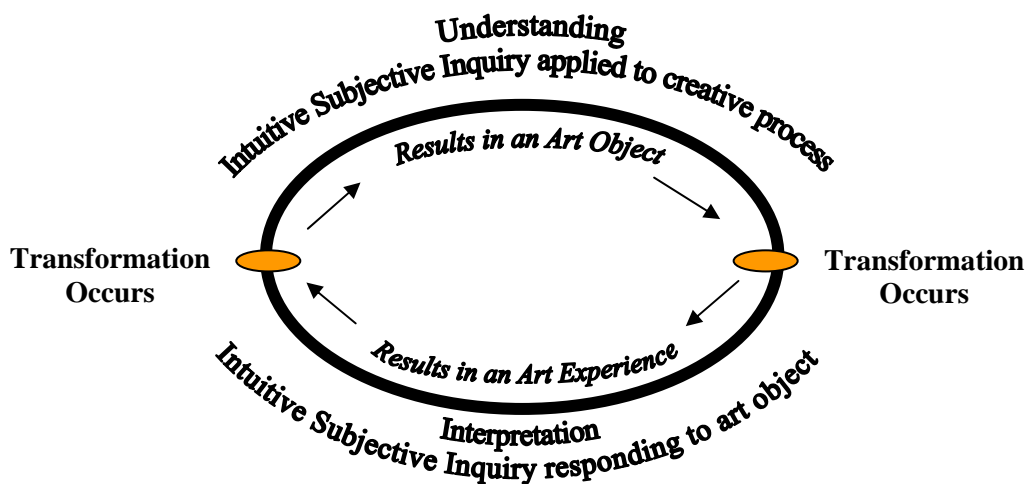 Understanding
Intuitive Subjective Inquiry applied to creative process
Results in an Art Object
Transformation
Occurs
Transformation
Occurs
Results in an Art Experience
Interpretation
Intuitive Subjective Inquiry responding to art object